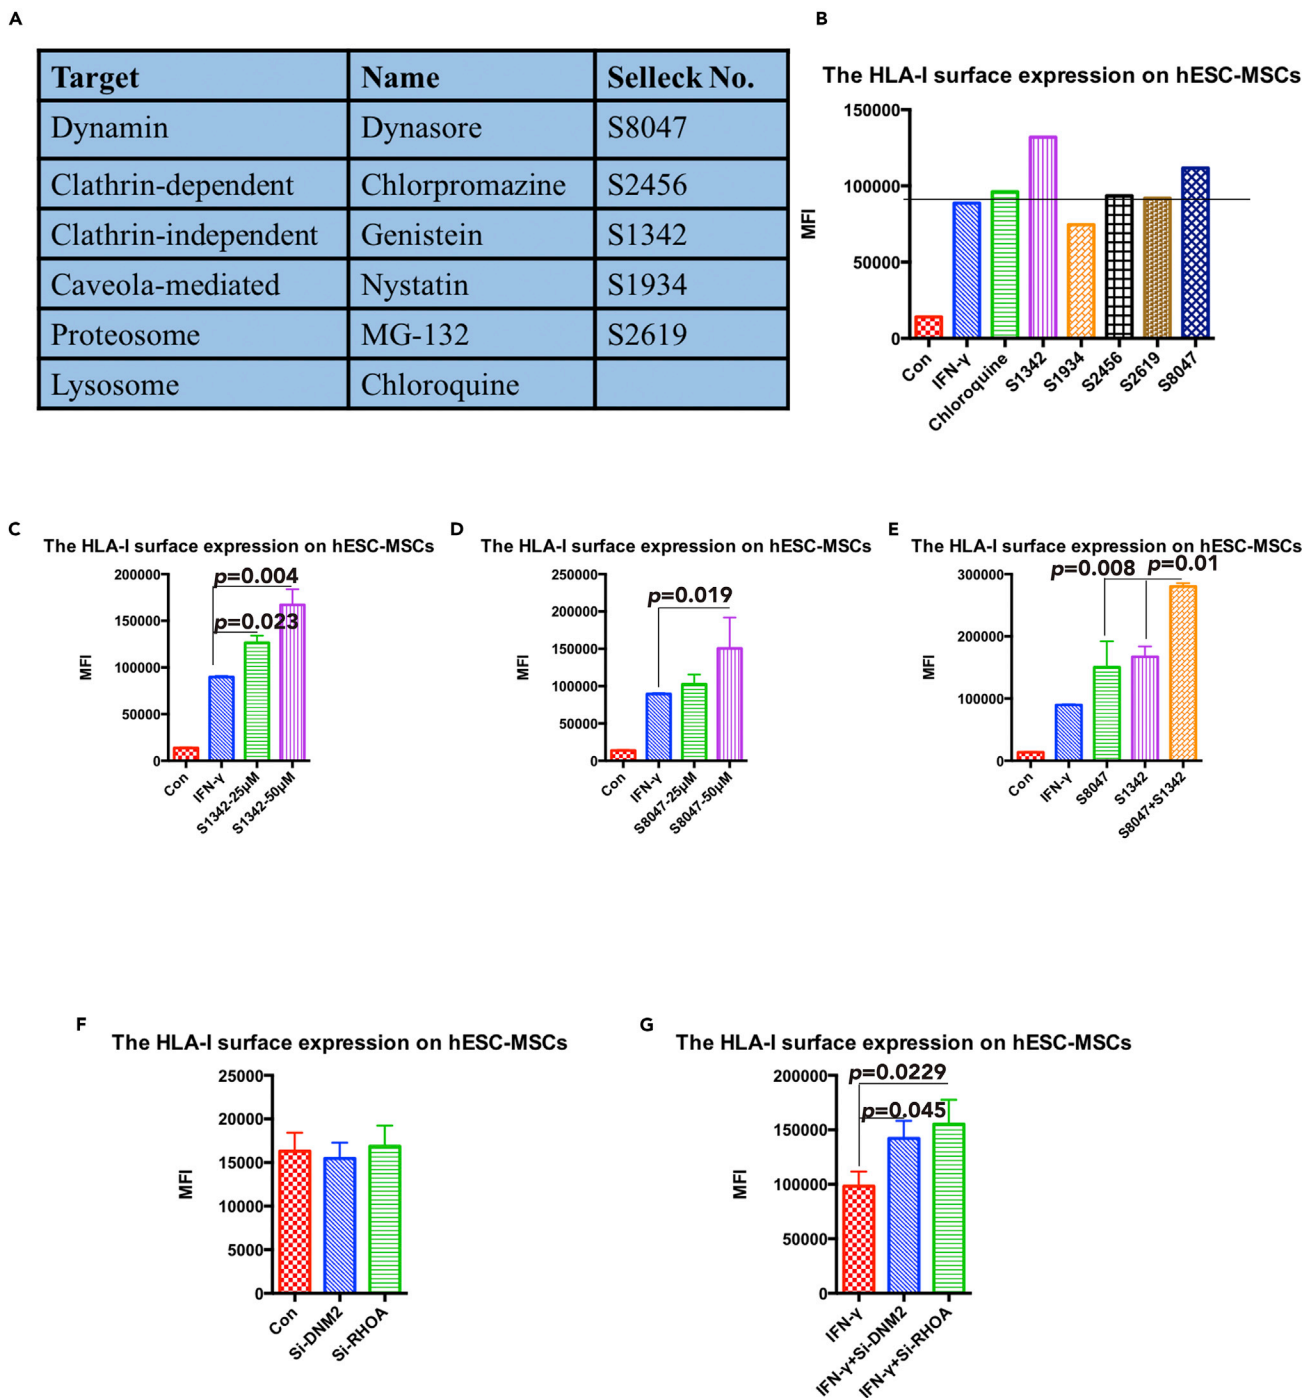 A
Target Name Selleck No.
Dynamin Dynasore S8047
Clathrin-dependent Chlorpromazine S2456
Clathrin-independent Genistein S1342
Caveola-mediated Nystatin S1934
Proteosome MG-132 S2619
Lysosome Chloroquine
B
The HLA-I surface expression on hESC-MSCs
MFI
150000
100000
50000
0
Con
IFN-γ
Chloroquine
S1342
S1934
S2456
S2619
S8047
C
The HLA-I surface expression on hESC-MSCs
MFI
200000
150000
100000
50000
0
p=0.004
p=0.023
Con
IFN-γ
S1342-25μM
S1342-50μM
D
The HLA-I surface expression on hESC-MSCs
MFI
250000
200000
150000
100000
50000
0
p=0.019
Con
IFN-γ
S8047-25μM
S8047-50μM
E
The HLA-I surface expression on hESC-MSCs
MFI
300000
200000
100000
0
p=0.008
p=0.01
Con
IFN-γ
S8047
S1342
S8047+S1342
F
The HLA-I surface expression on hESC-MSCs
MFI
25000
20000
15000
10000
5000
0
Con
Si-DNM2
Si-RHOA
G
The HLA-I surface expression on hESC-MSCs
MFI
200000
150000
100000
50000
0
p=0.0229
p=0.045
IFN-γ
IFN-γ+Si-DNM2
IFN-γ+Si-RHOA